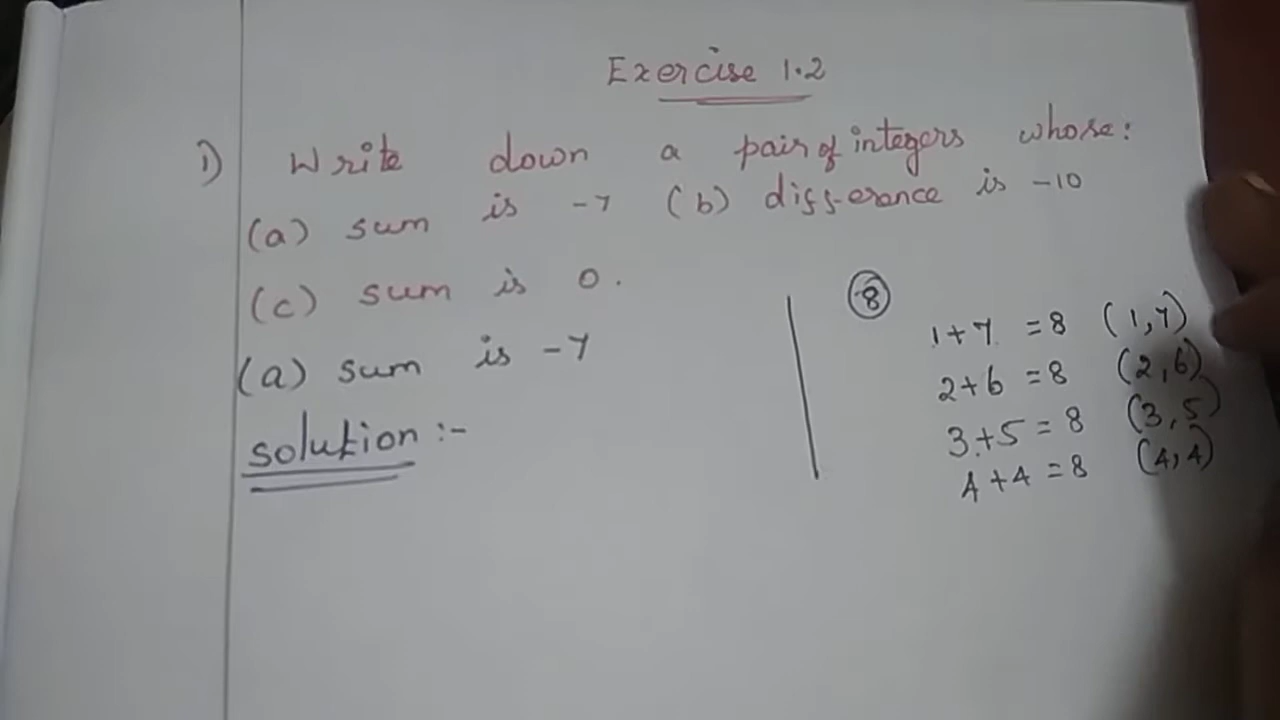 Exercise 1.2
1) Write down a pair of integers whose:
(a) sum is -7 (b) differance is -10
(c) sum is 0.
(a) sum is -7
solution :-
8
1+7 = 8 (1,7)
2+6 = 8 (2,6)
3+5 = 8 (3,5)
4+4 = 8 (4,4)